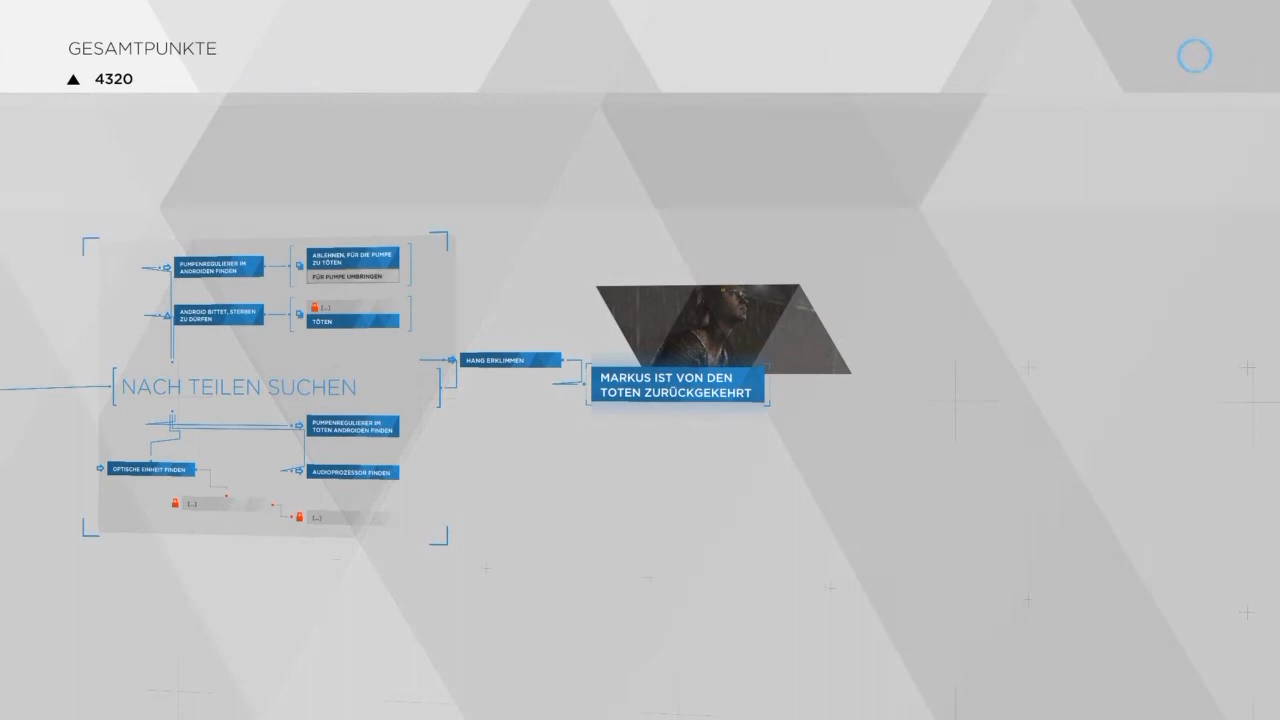 GESAMTPUNKTE
▲ 4320
PUMPENREGULIERER IM
ANDROIDEN FINDEN
ABLEHNEN, FÜR DIE PUMPE
ZU TÖTEN
FÜR PUMPE UMBRINGEN
ANDROID BITTET, STERBEN
ZU DÜRFEN
[...]
TÖTEN
NACH TEILEN SUCHEN
HANG ERKLIMMEN
MARKUS IST VON DEN
TOTEN ZURÜCKGEKEHRT
PUMPENREGULIERER IM
TOTEN ANDROIDEN FINDEN
OPTISCHE EINHEIT FINDEN
AUDIOPROZESSOR FINDEN
[...]
[...]